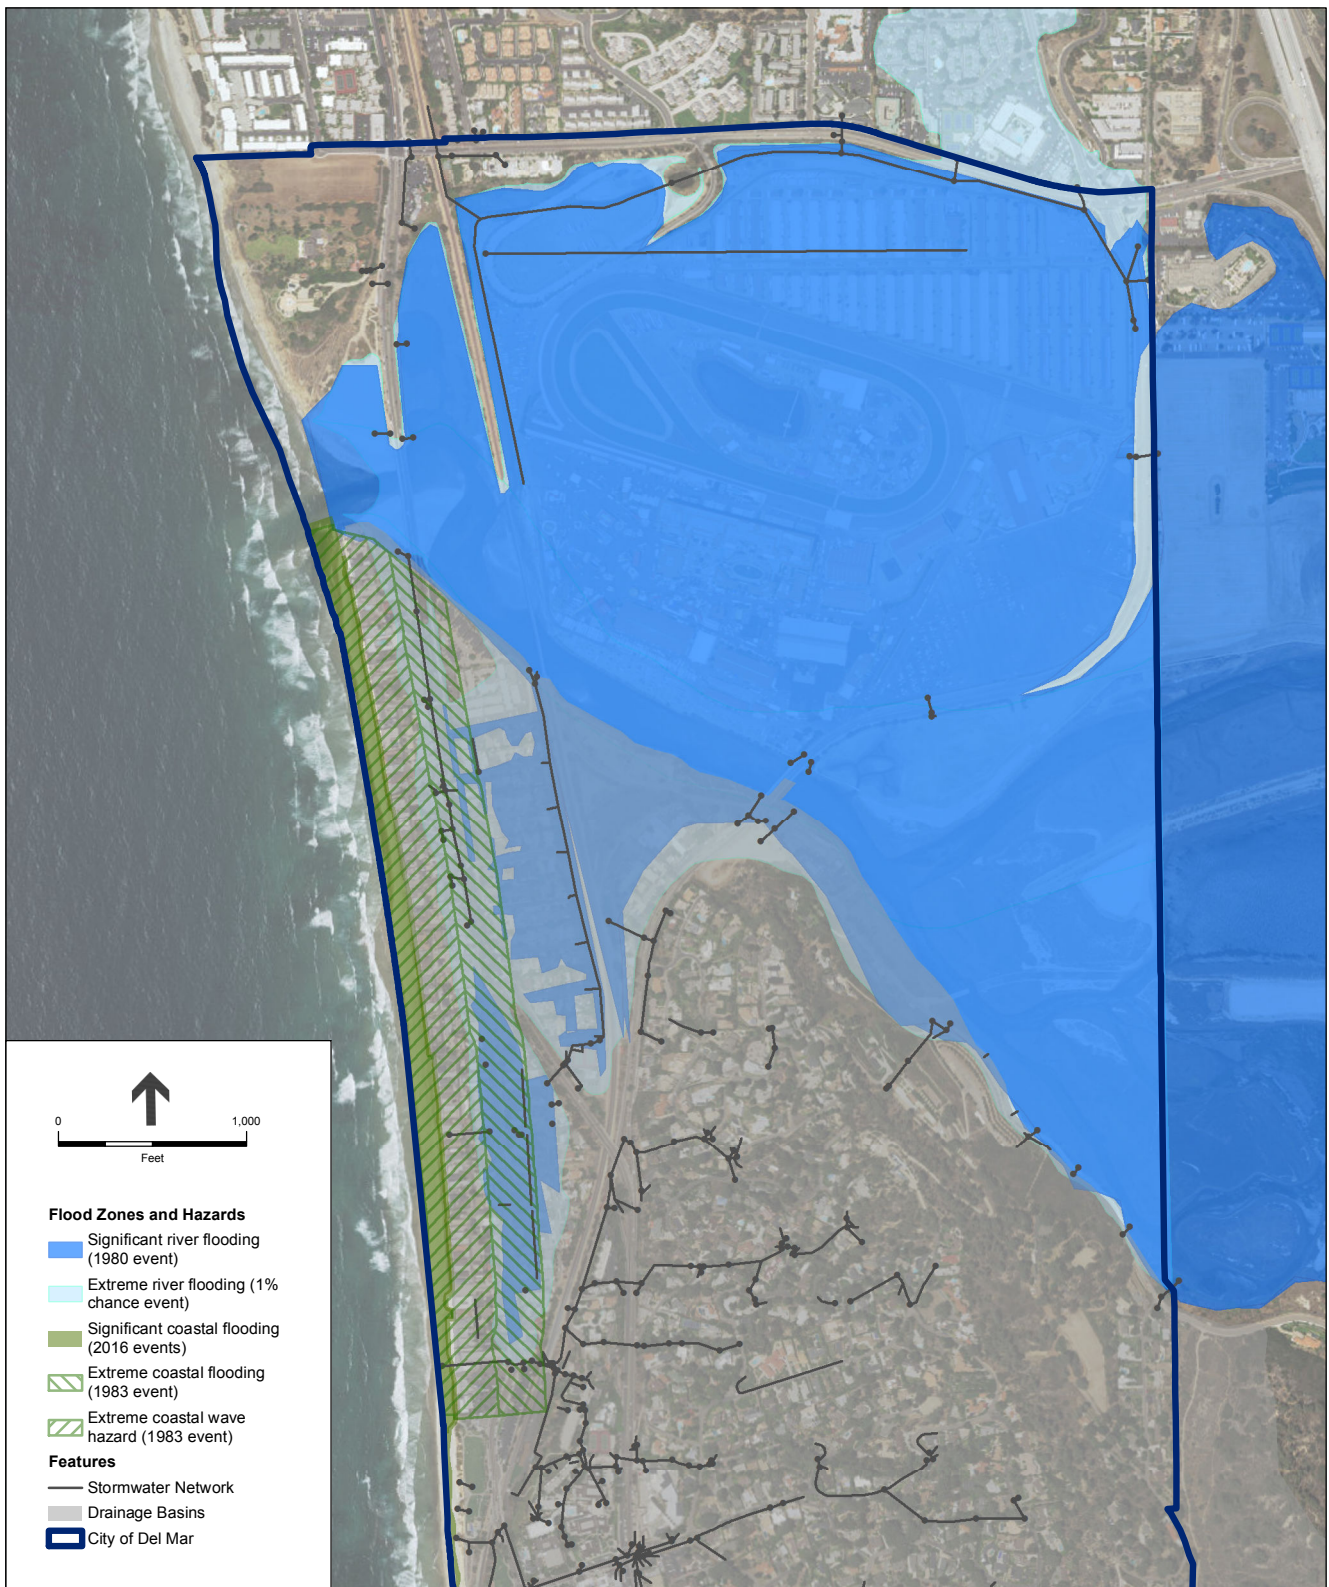 0 1,000
Feet
Flood Zones and Hazards
Significant river flooding
(1980 event)
Extreme river flooding (1%
chance event)
Significant coastal flooding
(2016 events)
Extreme coastal flooding
(1983 event)
Extreme coastal wave
hazard (1983 event)
Features
Stormwater Network
Drainage Basins
City of Del Mar